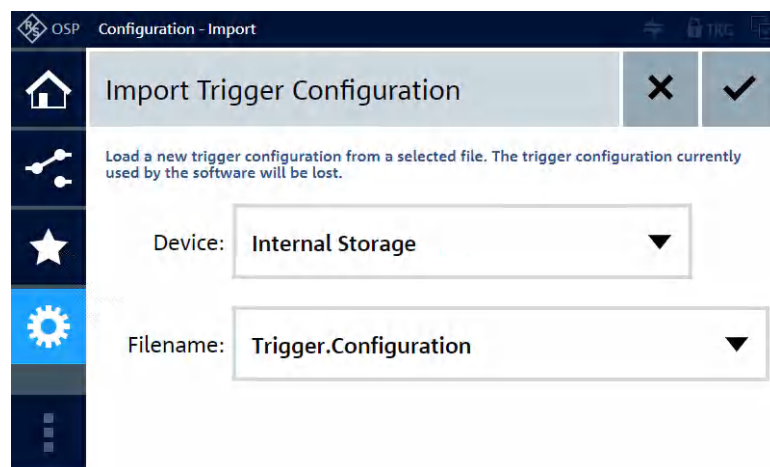 R&S OSP Configuration - Import TRG
Import Trigger Configuration
Load a new trigger configuration from a selected file. The trigger configuration currently
used by the software will be lost.
Device: Internal Storage
Filename: Trigger.Configuration